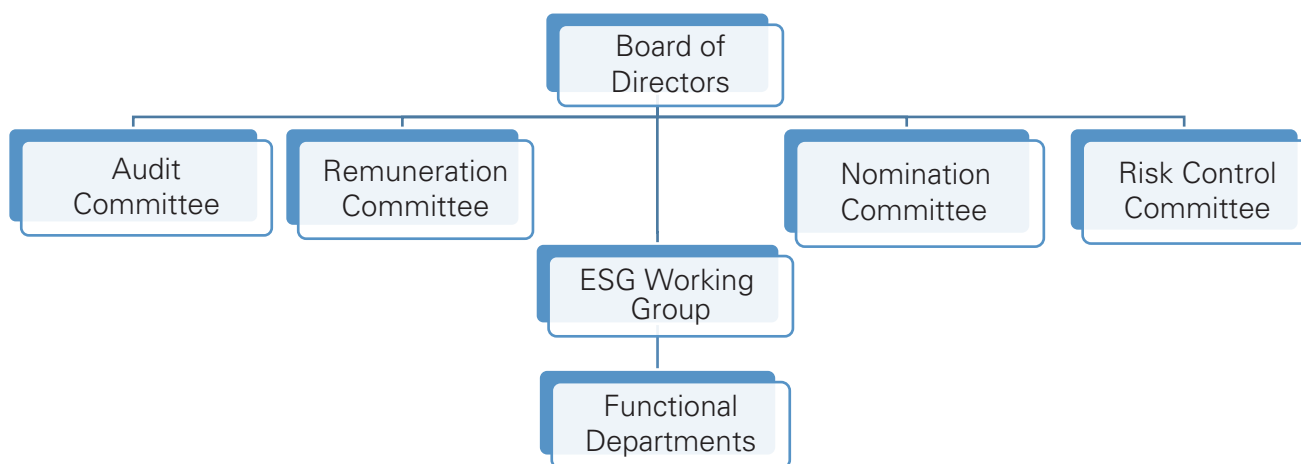 Board of
Directors
Audit
Committee
Remuneration
Committee
Nomination
Committee
Risk Control
Committee
ESG Working
Group
Functional
Departments